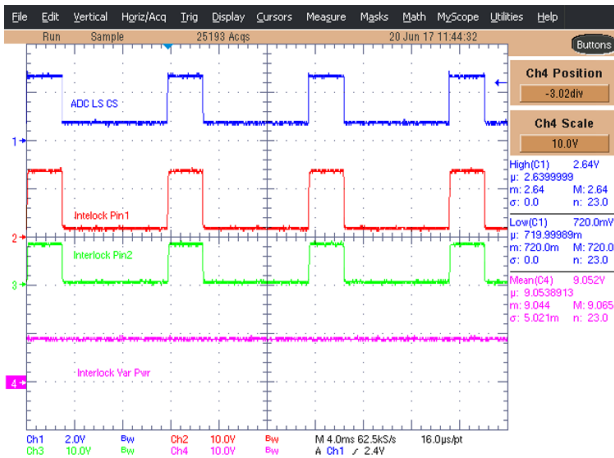 File Edit Vertical Horiz/Acq Trig Display Cursors Measure Masks Math MyScope Utilities Help
Run Sample 25193 Acqs 20 Jun 17 11:44:32 Buttons
Ch4 Position
-3.02div
Ch4 Scale
10.0V
ADC LS CS
1
Intelock Pin1
2
Interlock Pin2
3
Interlock Var Pwr
4
High(C1) 2.64V
µ: 2.6399999
m: 2.64 M: 2.64
σ: 0.0 n: 23.0
Low(C1) 720.0mV
µ: 719.99989m
m: 720.0m M: 720.0
σ: 0.0 n: 23.0
Mean(C4) 9.052V
µ: 9.0538913
m: 9.044 M: 9.065
σ: 5.021m n: 23.0
Ch1 2.0V Bw Ch2 10.0V Bw M 4.0ms 62.5kS/s 16.0µs/pt
Ch3 10.0V Bw Ch4 10.0V Bw A Ch1 ∕ 2.4V